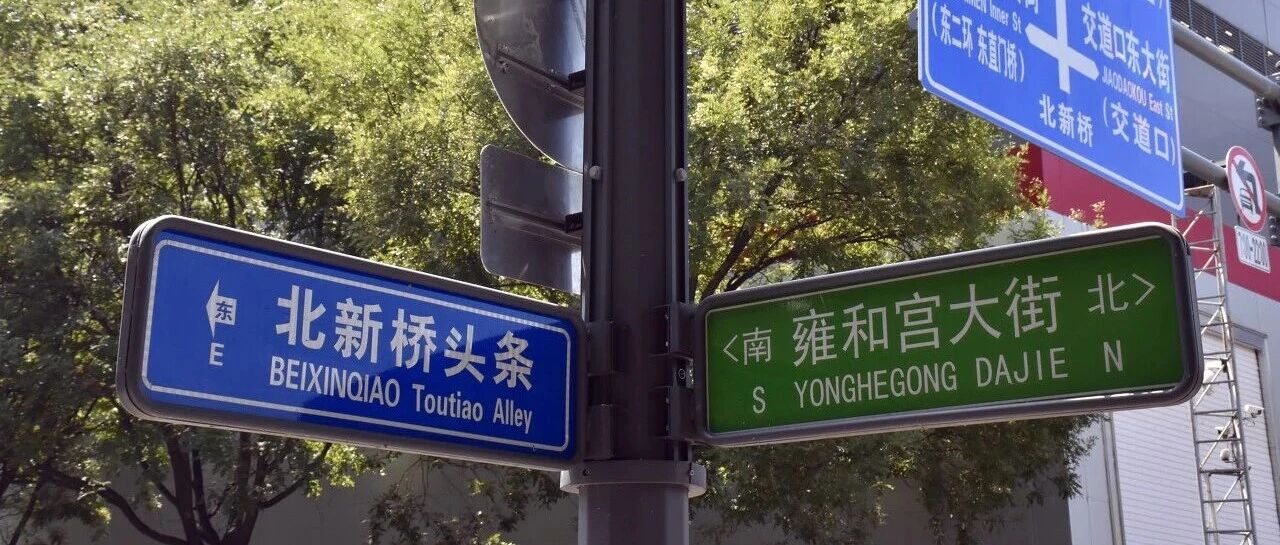 东
E
北新桥头条
BEIXINQIAO Toutiao Alley
<南 雍和宫大街 北>
S YONGHEGONG DAJIE N
Inner St
(东二环 东直门桥)
交道口东大街
JIAODAOKOU East St
(交道口)
北新桥